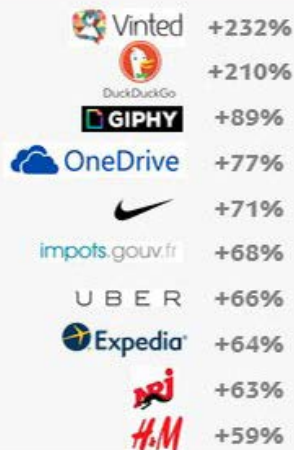 Vinted +232%
DuckDuckGo +210%
GIPHY +89%
OneDrive +77%
+71%
impots.gouv.fr +68%
UBER +66%
Expedia +64%
NRJ +63%
H&M +59%